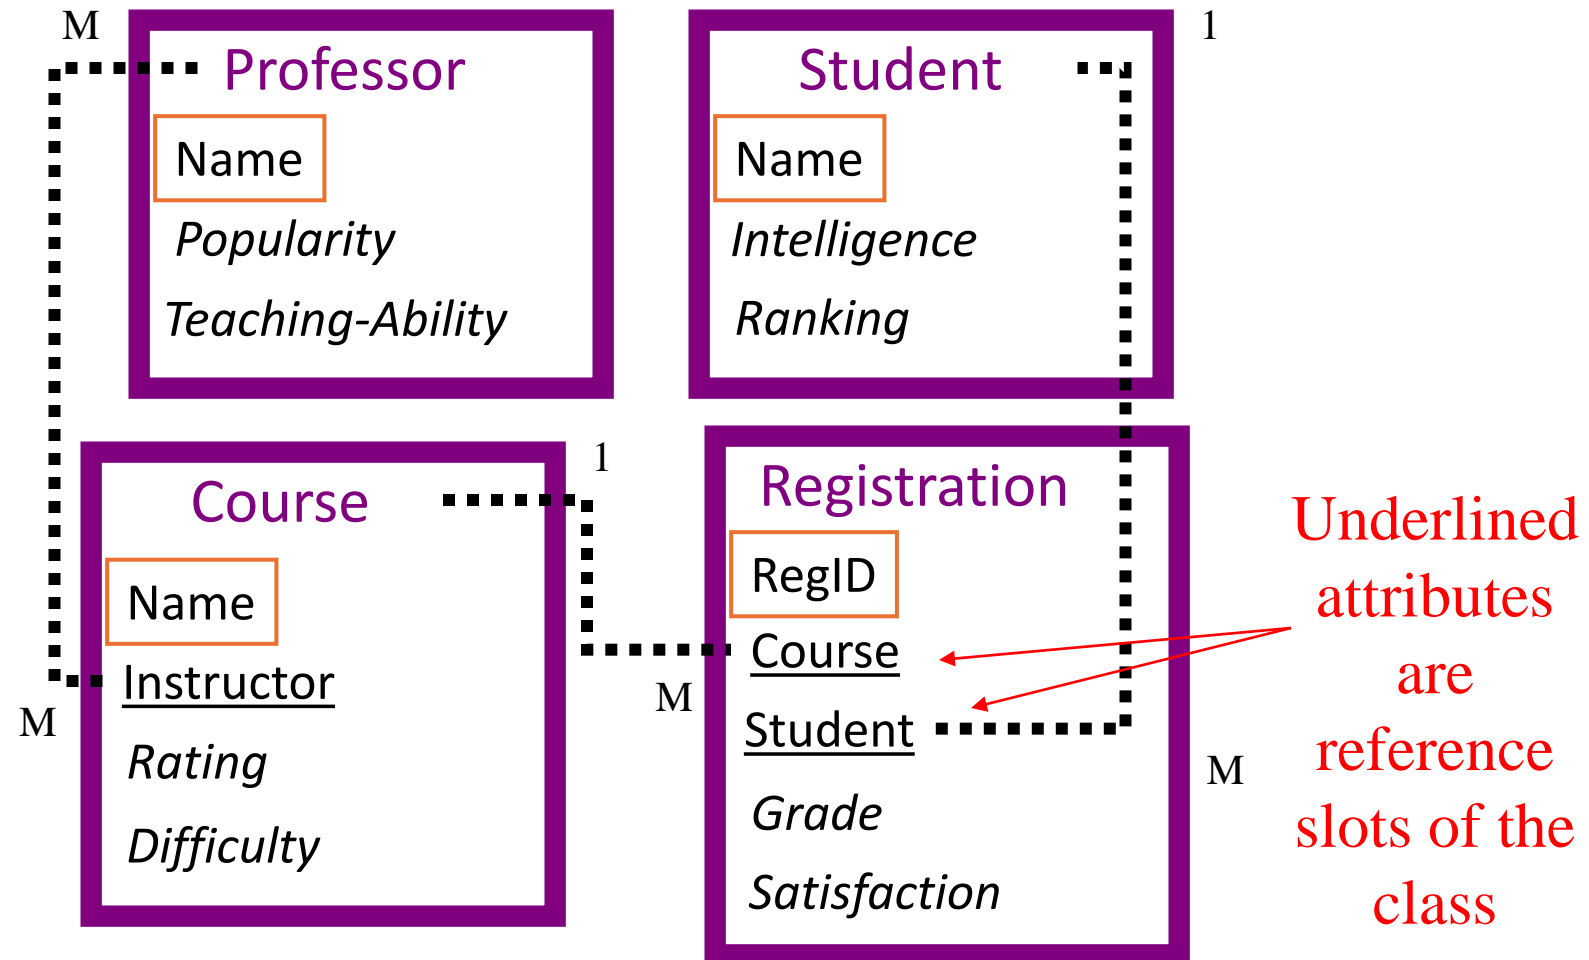 M
Professor
Name
Popularity
Teaching-Ability
1
Student
Name
Intelligence
Ranking
1
Course
Name
Instructor
M
Rating
Difficulty
Registration
RegID
Course
M
Student
M
Grade
Satisfaction
Underlined
attributes
are
reference
slots of the
class